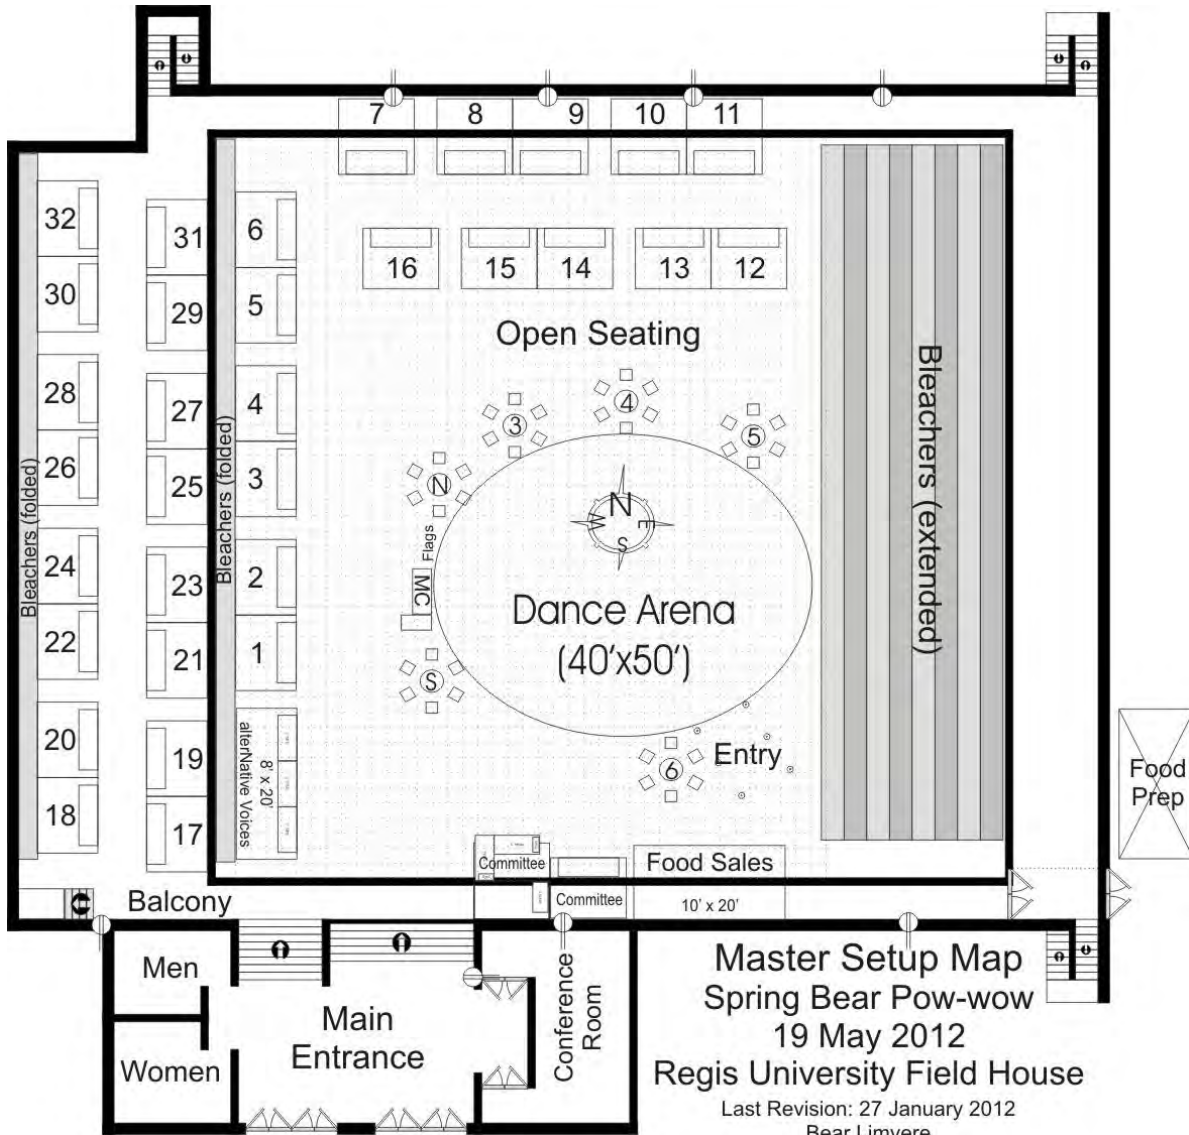 7 8 9 10 11
32 31 6
16 15 14 13 12
30 29 5
Open Seating
28 27 4
4
3
5
26 25 3
N
N
W E
S
Flags
24 23 2
MC
Dance Arena
(40'x50')
22 21 1
S
Bleachers (folded)
Bleachers (folded)
Bleachers (extended)
20 19
alterNative Voices
8' x 20'
Entry
6
18 17
Food
Prep
Committee
Food Sales
Balcony
Committee
10' x 20'
Men
Women
Main
Entrance
Conference
Room
Master Setup Map
Spring Bear Pow-wow
19 May 2012
Regis University Field House
Last Revision: 27 January 2012
Bear Limvere